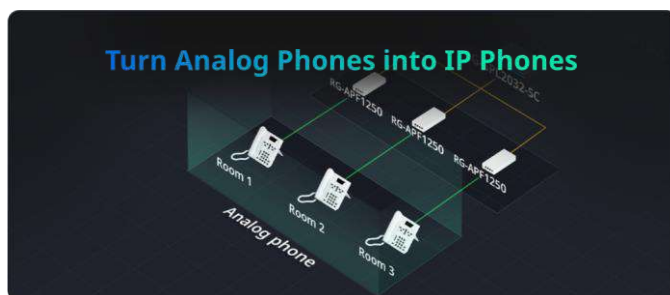 Turn Analog Phones into IP Phones
RG-APF1250
RG-APF1250
RG-APF1250
Room 1
Room 2
Room 3
Analog phone